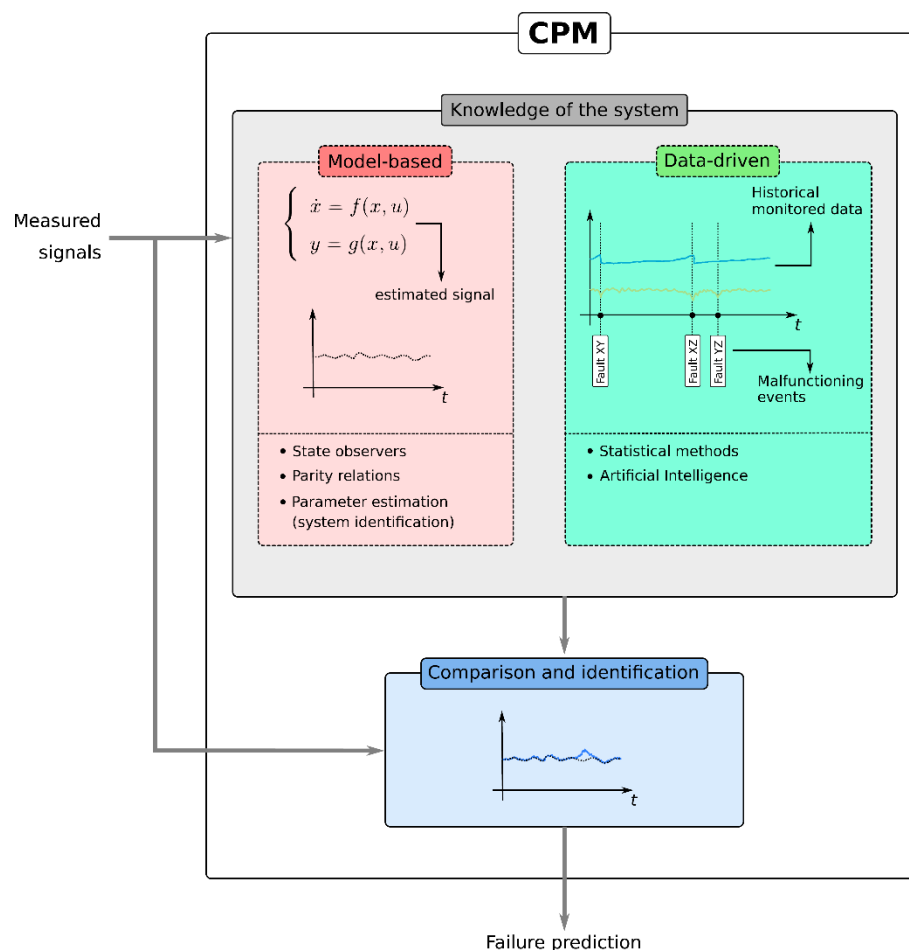 CPM
Knowledge of the system
Model-based
ẋ = f(x, u)
y = g(x, u)
estimated signal
t
State observers
Parity relations
Parameter estimation
(system identification)
Data-driven
Historical
monitored data
t
Fault XY
Fault XZ
Fault YZ
Malfunctioning
events
Statistical methods
Artificial Intelligence
Measured
signals
Comparison and identification
t
Failure prediction